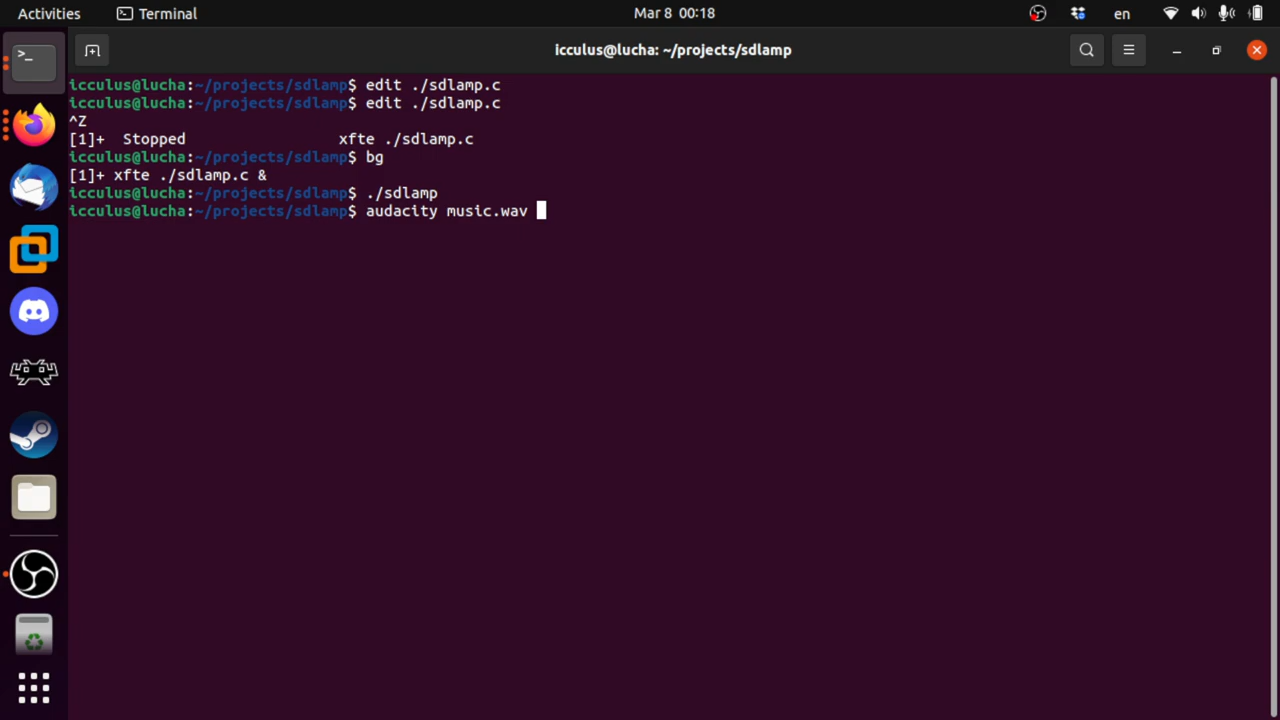 Activities Terminal Mar 8 00:18 en
icculus@lucha: ~/projects/sdlamp
icculus@lucha:~/projects/sdlamp$ edit ./sdlamp.c
icculus@lucha:~/projects/sdlamp$ edit ./sdlamp.c
^Z
[1]+  Stopped                 xfte ./sdlamp.c
icculus@lucha:~/projects/sdlamp$ bg
[1]+ xfte ./sdlamp.c &
icculus@lucha:~/projects/sdlamp$ ./sdlamp
icculus@lucha:~/projects/sdlamp$ audacity music.wav